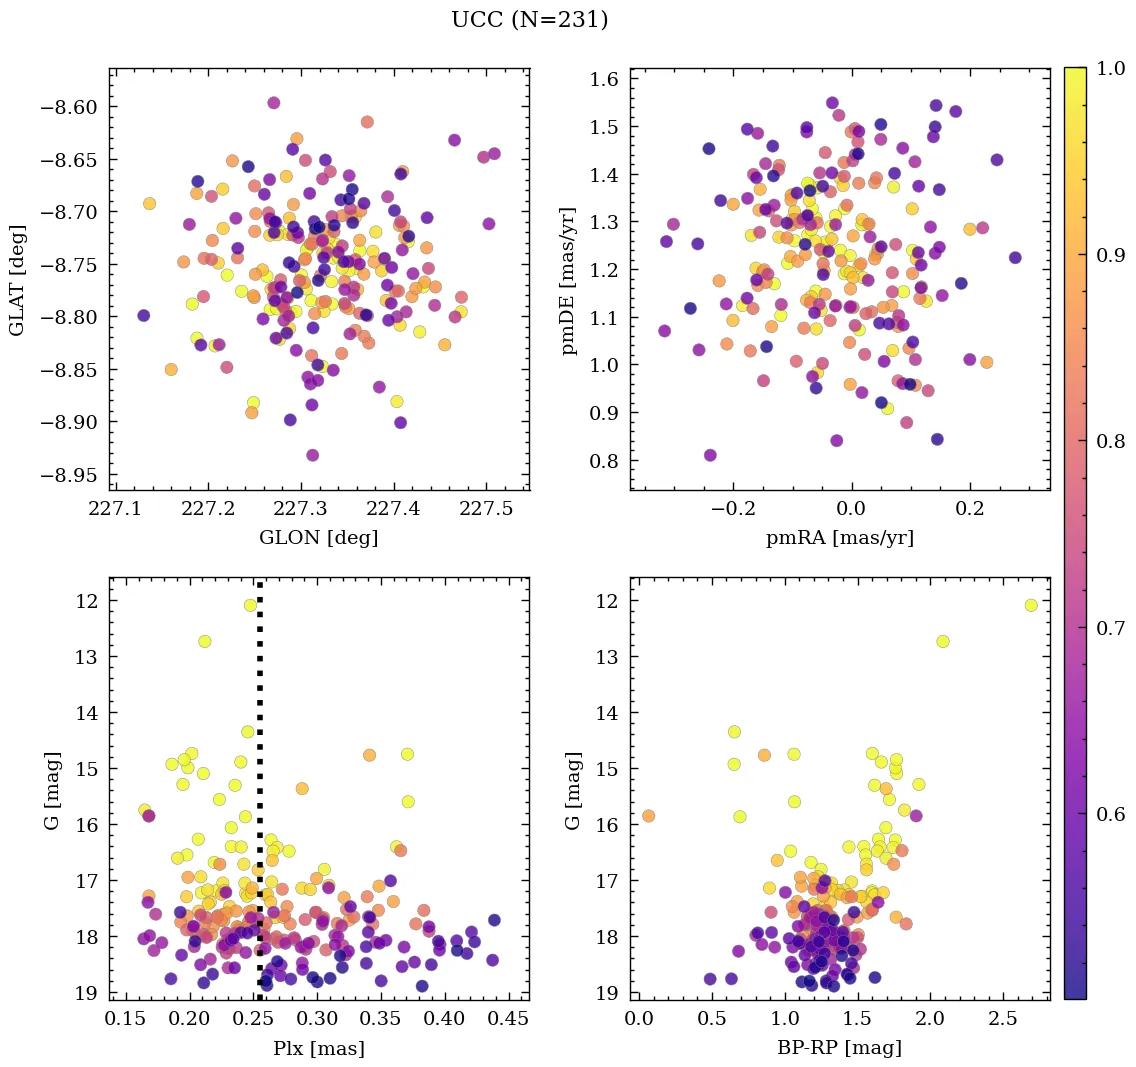 UCC (N=231)
−8.60
−8.65
−8.70
−8.75
−8.80
−8.85
−8.90
−8.95
GLAT [deg]
227.1 227.2 227.3 227.4 227.5
GLON [deg]
1.6
1.5
1.4
1.3
1.2
1.1
1.0
0.9
0.8
pmDE [mas/yr]
−0.2 0.0 0.2
pmRA [mas/yr]
1.0
0.9
0.8
0.7
0.6
12
13
14
15
16
17
18
19
G [mag]
0.15 0.20 0.25 0.30 0.35 0.40 0.45
Plx [mas]
12
13
14
15
16
17
18
19
G [mag]
0.0 0.5 1.0 1.5 2.0 2.5
BP-RP [mag]